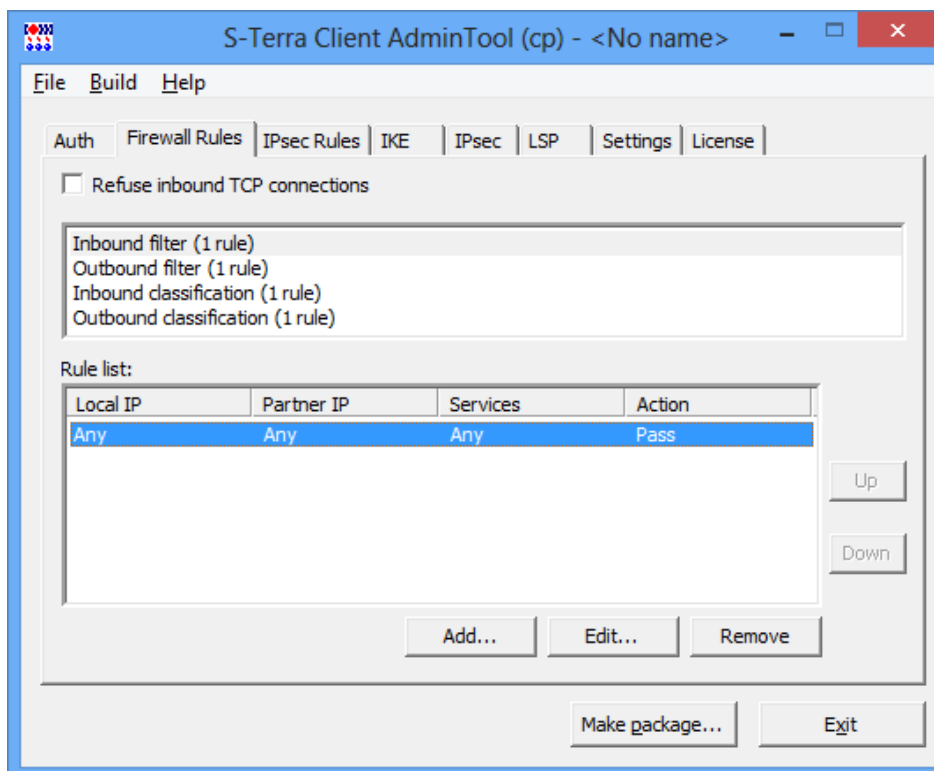 S-Terra Client AdminTool (cp) - <No name>
File Build Help
Auth Firewall Rules IPsec Rules IKE IPsec LSP Settings License
Refuse inbound TCP connections
Inbound filter (1 rule)
Outbound filter (1 rule)
Inbound classification (1 rule)
Outbound classification (1 rule)
Rule list:
Local IP Partner IP Services Action
Any Any Any Pass
Up
Down
Add... Edit... Remove
Make package... Exit